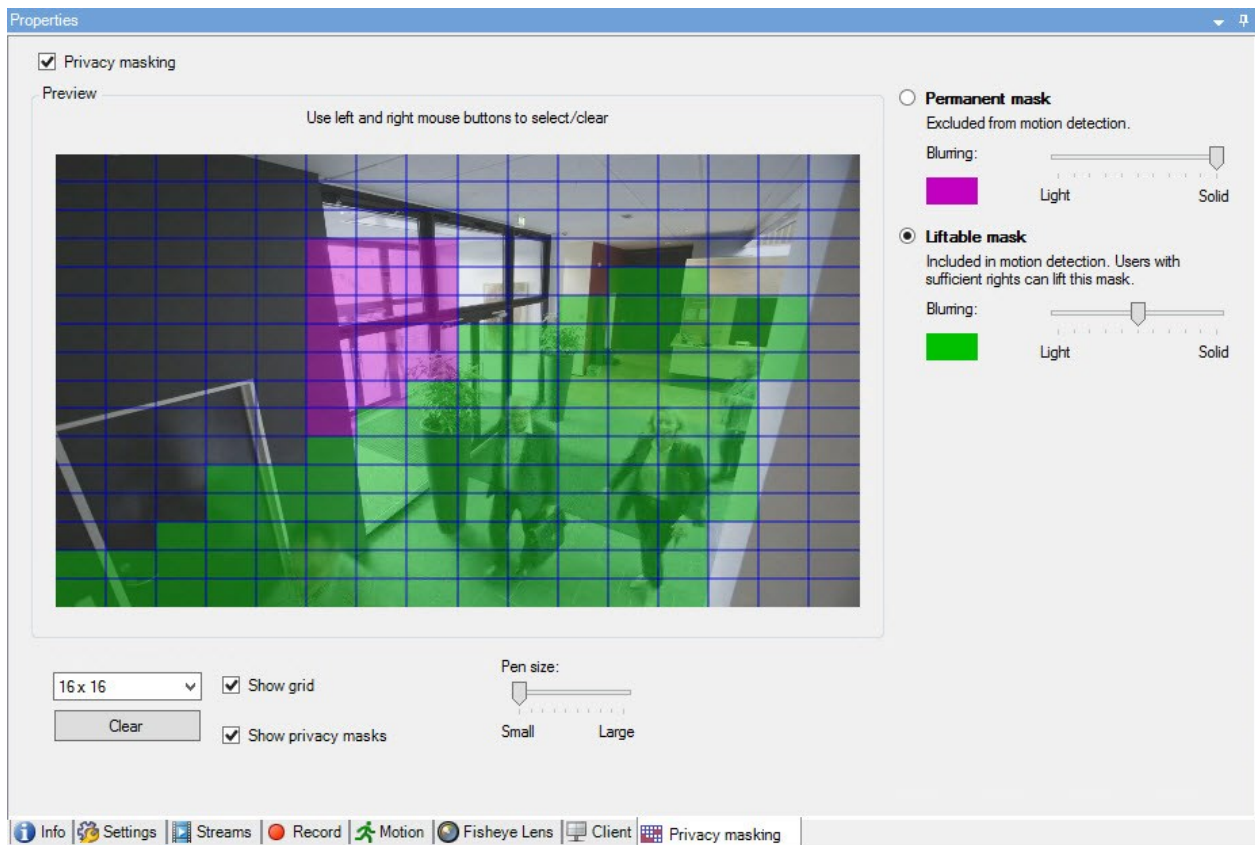 Properties
Privacy masking
Preview
Use left and right mouse buttons to select/clear
Permanent mask
Excluded from motion detection.
Blurring:
Light Solid
Liftable mask
Included in motion detection. Users with
sufficient rights can lift this mask.
Blurring:
Light Solid
16 x 16
Show grid
Pen size:
Clear
Show privacy masks
Small Large
Info Settings Streams Record Motion Fisheye Lens Client Privacy masking